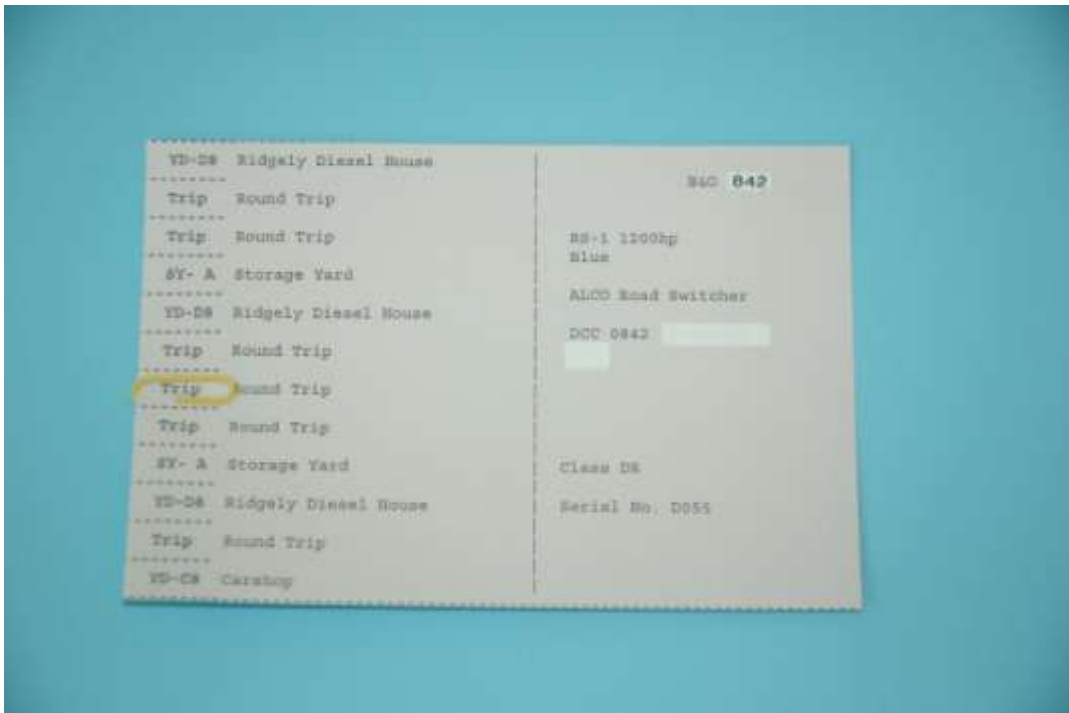 YD-D8 Ridgely Diesel House
Trip Round Trip
Trip Round Trip
SY- A Storage Yard
YD-D8 Ridgely Diesel House
Trip Round Trip
Trip Round Trip
Trip Round Trip
SY- A Storage Yard
YD-D8 Ridgely Diesel House
Trip Round Trip
YD-C8 Carshop
B&O 842
RS-1 1200hp
Blue
ALCO Road Switcher
DCC 0842
Class DE
Serial No. D055